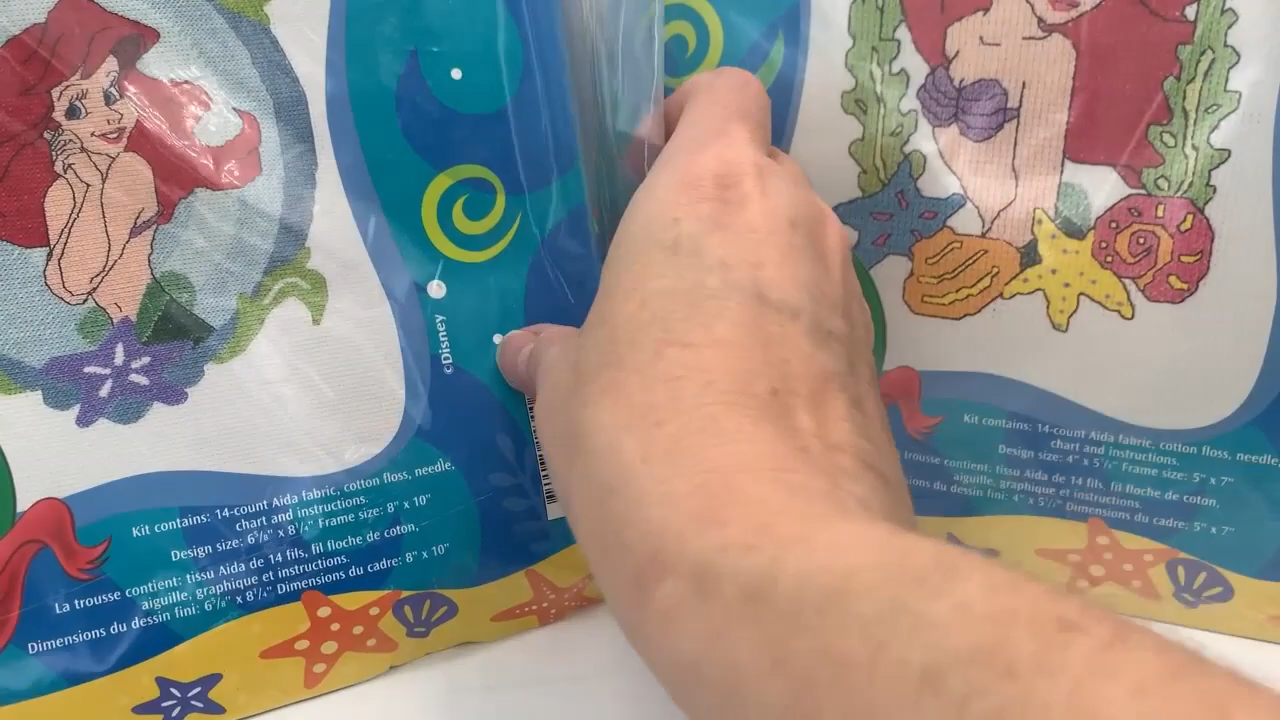 ©Disney
Kit contains: 14-count Aida fabric, cotton floss, needle,
chart and instructions.
Design size: 6⁵/₈" x 8¹/₄" Frame size: 8" x 10"
La trousse contient: tissu Aida de 14 fils, fil floche de coton,
aiguille, graphique et instructions.
Dimensions du dessin fini: 6⁵/₈" x 8¹/₄" Dimensions du cadre: 8" x 10"
Kit contains: 14-count Aida fabric, cotton floss, needle,
chart and instructions.
Design size: 4" x 5¹/₄" Frame size: 5" x 7"
trousse contient: tissu Aida de 14 fils, fil floche de coton,
aiguille, graphique et instructions.
du dessin fini: 4" x 5¹/₄" Dimensions du cadre: 5" x 7"